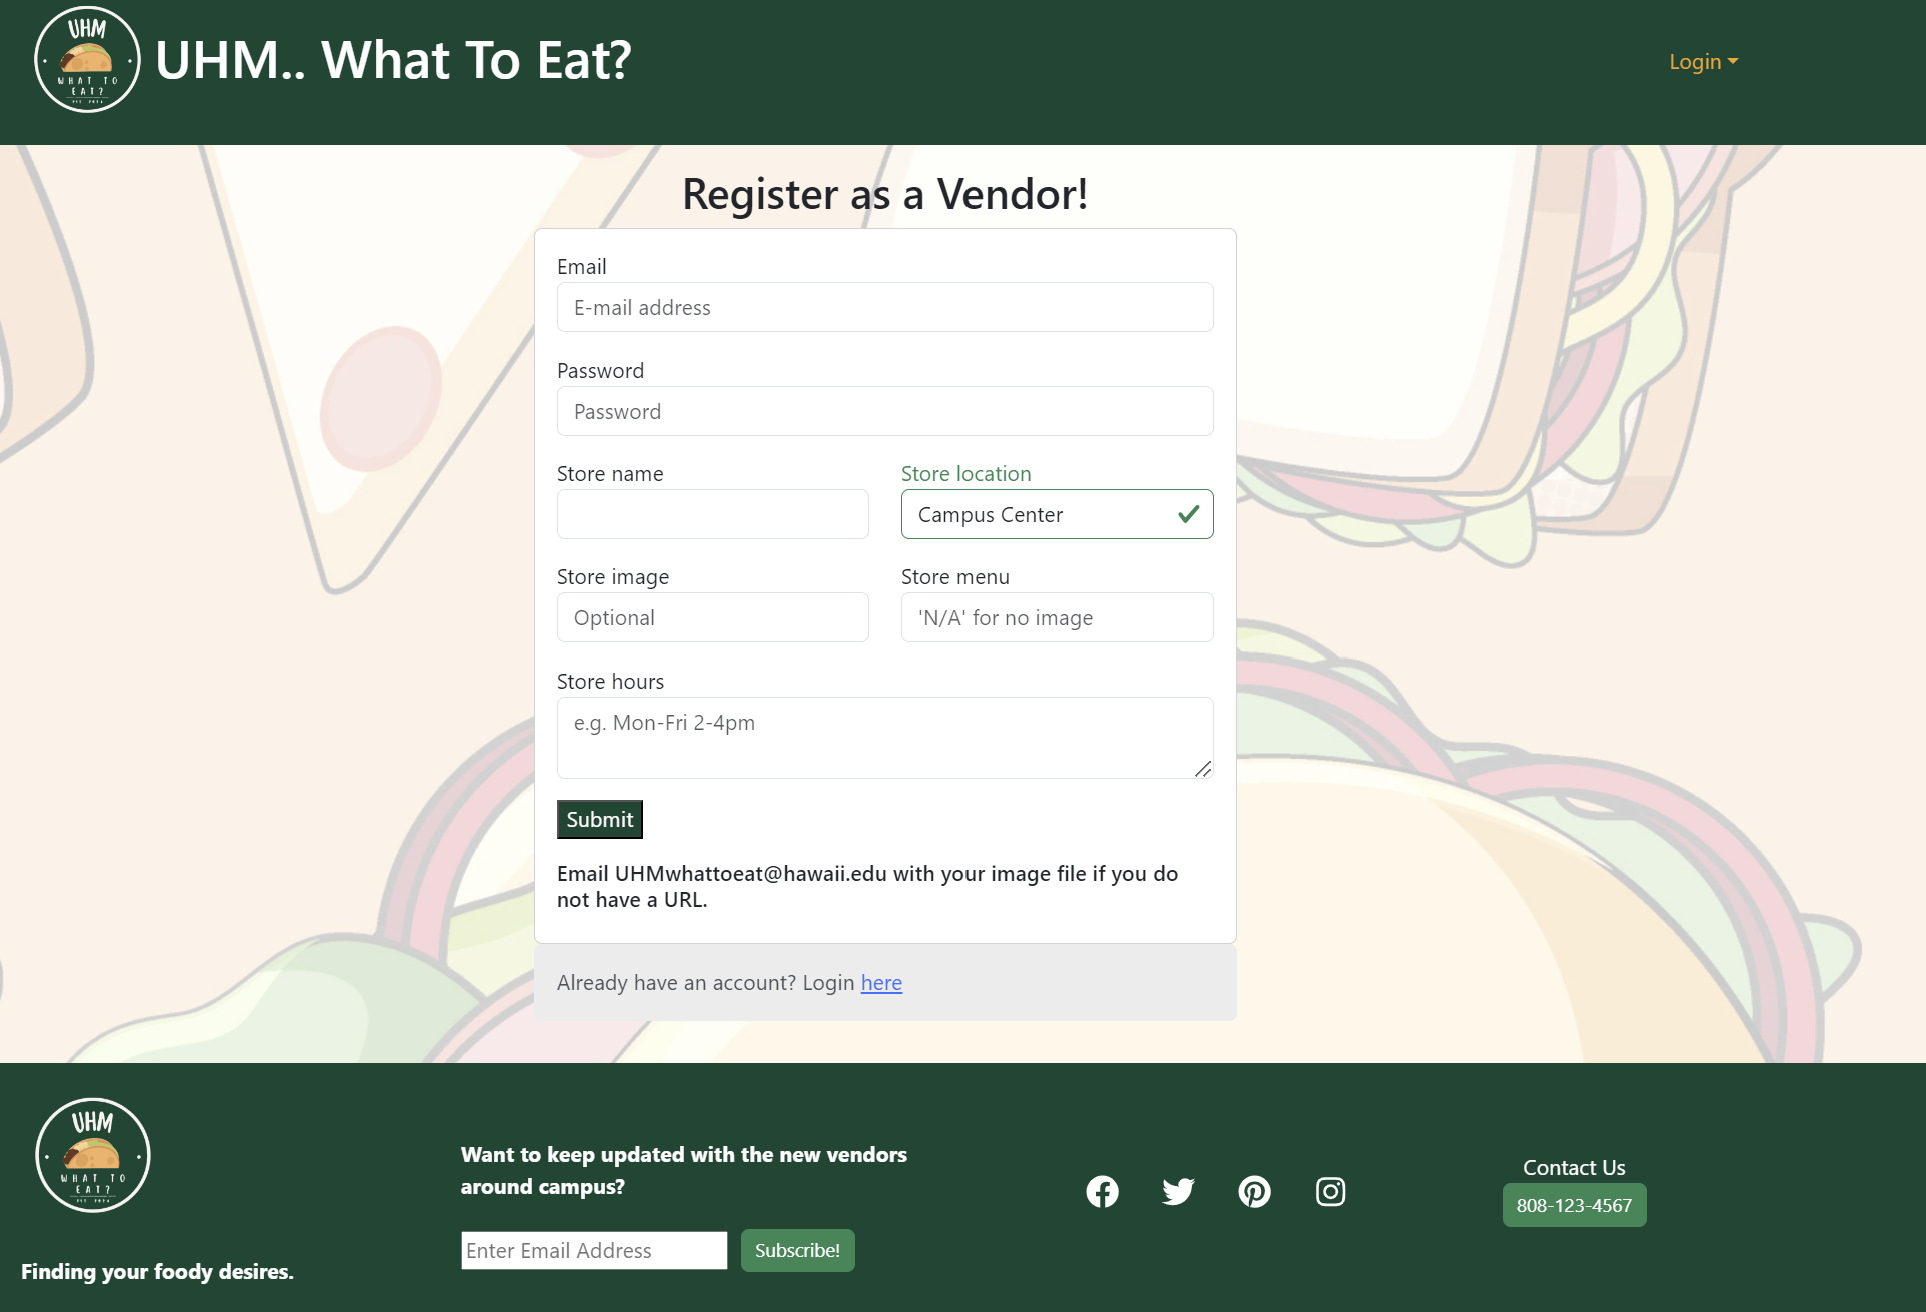 UHM
WHAT TO
EAT?
UHM.. What To Eat?
Login
Register as a Vendor!
Email
E-mail address
Password
Password
Store name
Store location
Campus Center
Store image
Store menu
Optional
'N/A' for no image
Store hours
e.g. Mon-Fri 2-4pm
Submit
Email UHMwhattoeat@hawaii.edu with your image file if you do
not have a URL.
Already have an account? Login here
UHM
WHAT TO
EAT?
Finding your foody desires.
Want to keep updated with the new vendors
around campus?
Enter Email Address
Subscribe!
Contact Us
808-123-4567